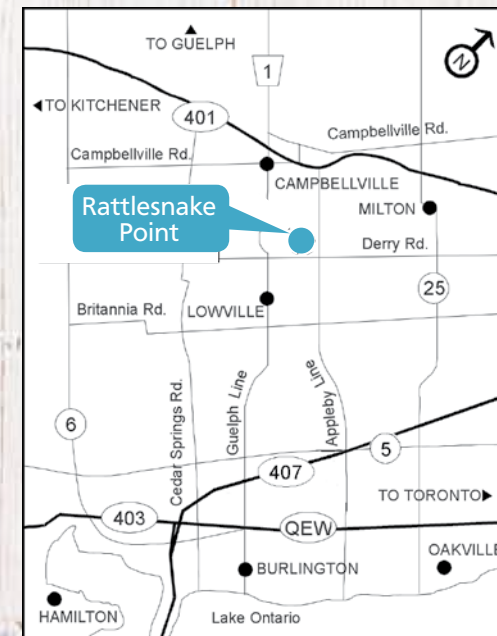 TO GUELPH
N
1
TO KITCHENER
401
Campbellville Rd.
Campbellville Rd.
CAMPBELLVILLE
Rattlesnake
Point
MILTON
Derry Rd.
25
Britannia Rd.
LOWVILLE
Cedar Springs Rd.
Guelph Line
Appleby Line
6
5
407
TO TORONTO
403
QEW
BURLINGTON
OAKVILLE
HAMILTON
Lake Ontario